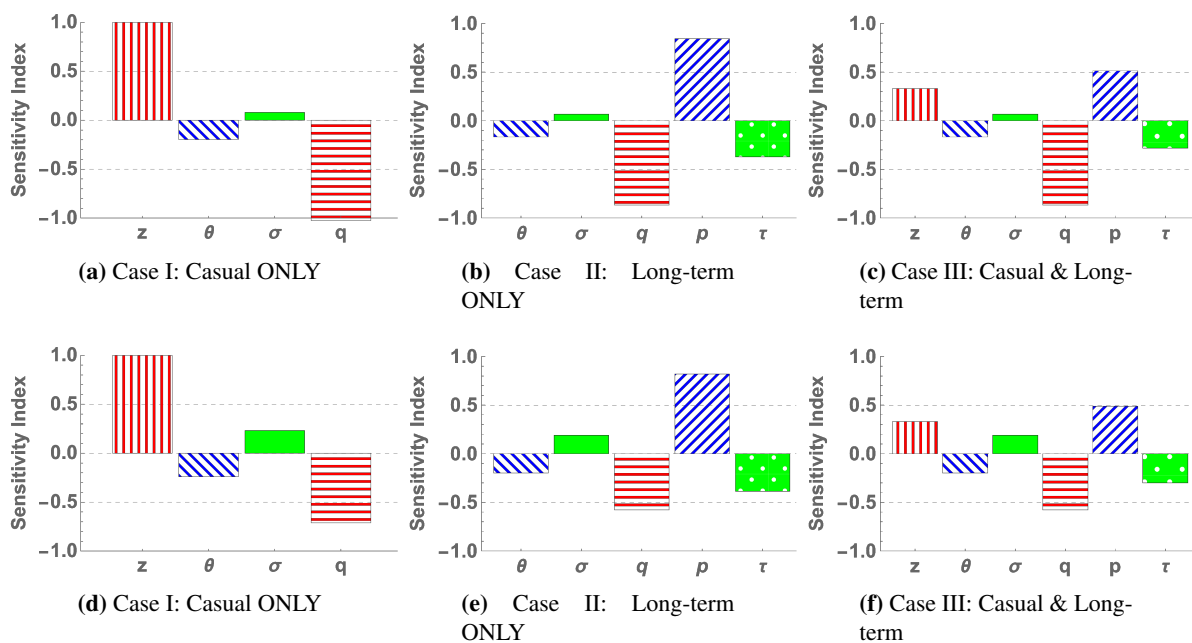 Sensitivity Index
1.0
0.5
0.0
−0.5
−1.0
z θ σ q
(a) Case I: Casual ONLY
Sensitivity Index
1.0
0.5
0.0
−0.5
−1.0
θ σ q p τ
(b) Case II: Long-term
ONLY
Sensitivity Index
1.0
0.5
0.0
−0.5
−1.0
z θ σ q p τ
(c) Case III: Casual & Long-
term
Sensitivity Index
1.0
0.5
0.0
−0.5
−1.0
z θ σ q
(d) Case I: Casual ONLY
Sensitivity Index
1.0
0.5
0.0
−0.5
−1.0
θ σ q p τ
(e) Case II: Long-term
ONLY
Sensitivity Index
1.0
0.5
0.0
−0.5
−1.0
z θ σ q p τ
(f) Case III: Casual & Long-
term